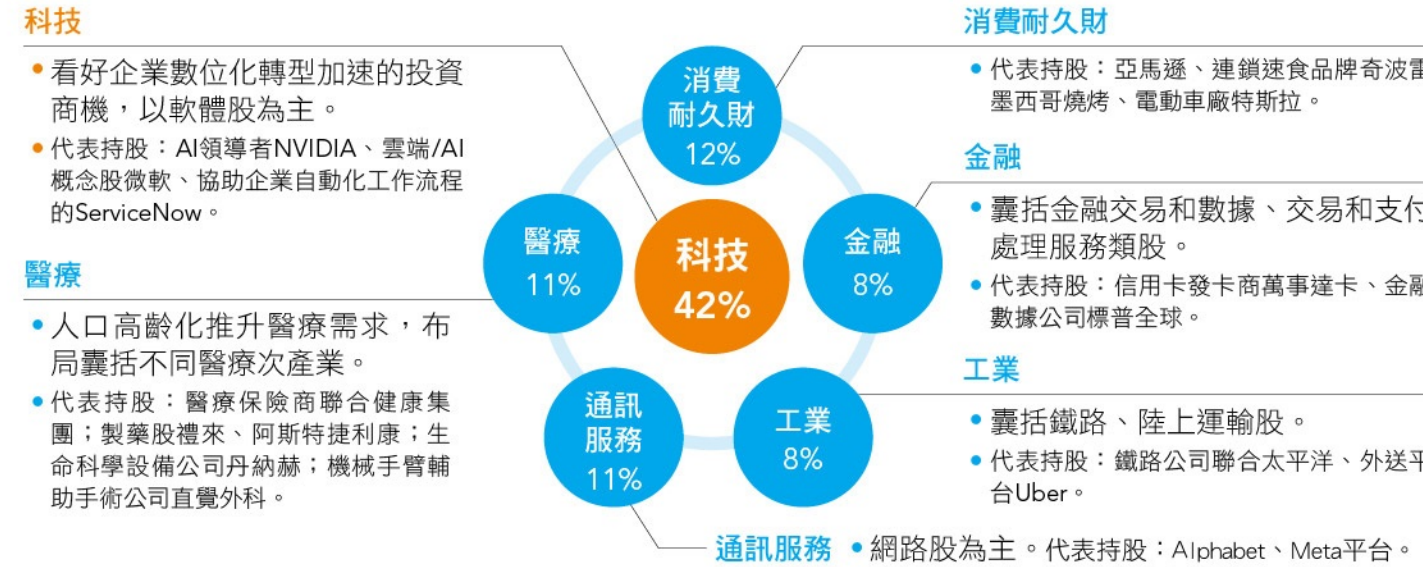 科技
• 看好企業數位化轉型加速的投資
商機，以軟體股為主。
• 代表持股：AI領導者NVIDIA、雲端/AI
概念股微軟、協助企業自動化工作流程
的ServiceNow。
醫療
• 人口高齡化推升醫療需求，布
局囊括不同醫療次產業。
• 代表持股：醫療保險商聯合健康集
團；製藥股禮來、阿斯特捷利康；生
命科學設備公司丹納赫；機械手臂輔
助手術公司直覺外科。
消費
耐久財
12%
醫療
11%
科技
42%
金融
8%
通訊
服務
11%
工業
8%
消費耐久財
• 代表持股：亞馬遜、連鎖速食品牌奇波雷
墨西哥燒烤、電動車廠特斯拉。
金融
• 囊括金融交易和數據、交易和支付
處理服務類股。
• 代表持股：信用卡發卡商萬事達卡、金融
數據公司標普全球。
工業
• 囊括鐵路、陸上運輸股。
• 代表持股：鐵路公司聯合太平洋、外送平
台Uber。
通訊服務 • 網路股為主。代表持股：Alphabet、Meta平台。